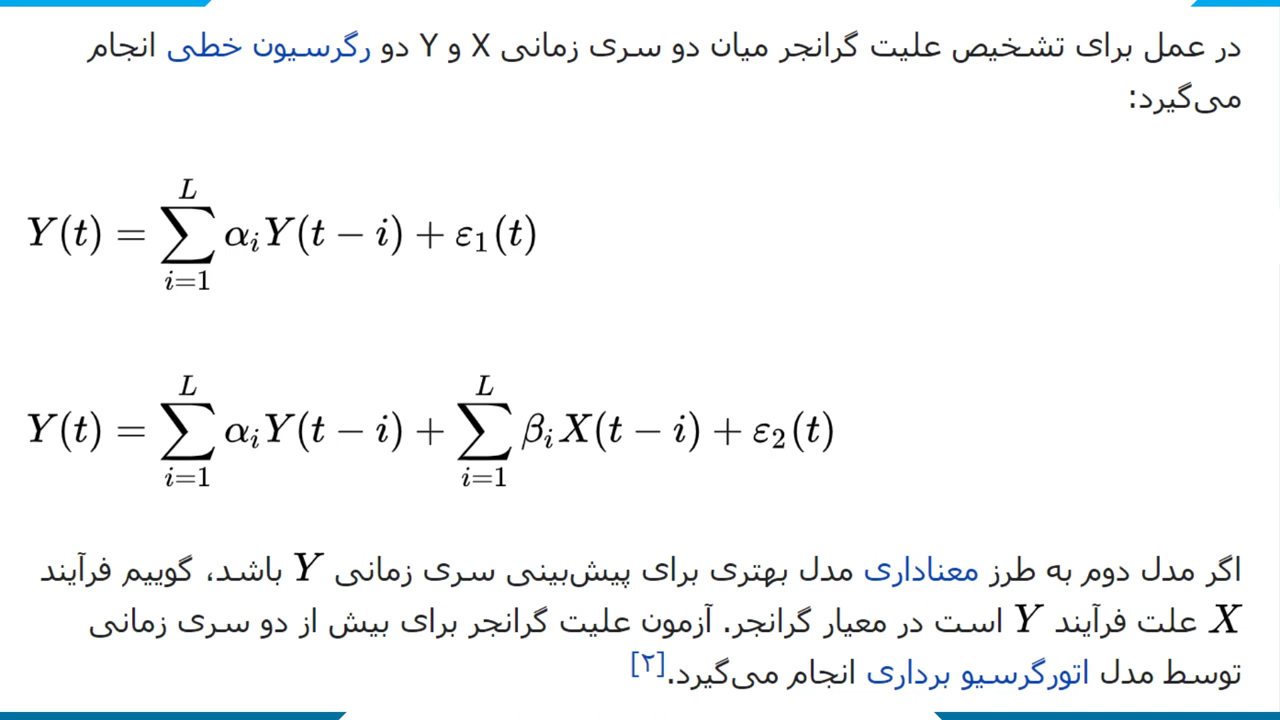 در عمل برای تشخیص علیت گرانجر میان دو سری زمانی X و Y دو رگرسیون خطی انجام
می‌گیرد:
Y(t) = ∑_{i=1}^{L} α_i Y(t − i) + ε_1(t)
Y(t) = ∑_{i=1}^{L} α_i Y(t − i) + ∑_{i=1}^{L} β_i X(t − i) + ε_2(t)
اگر مدل دوم به طرز معناداری مدل بهتری برای پیش‌بینی سری زمانی Y باشد، گوییم فرآیند
X علت فرآیند Y است در معیار گرانجر. آزمون علیت گرانجر برای بیش از دو سری زمانی
توسط مدل اتورگرسیو برداری انجام می‌گیرد.[۲]